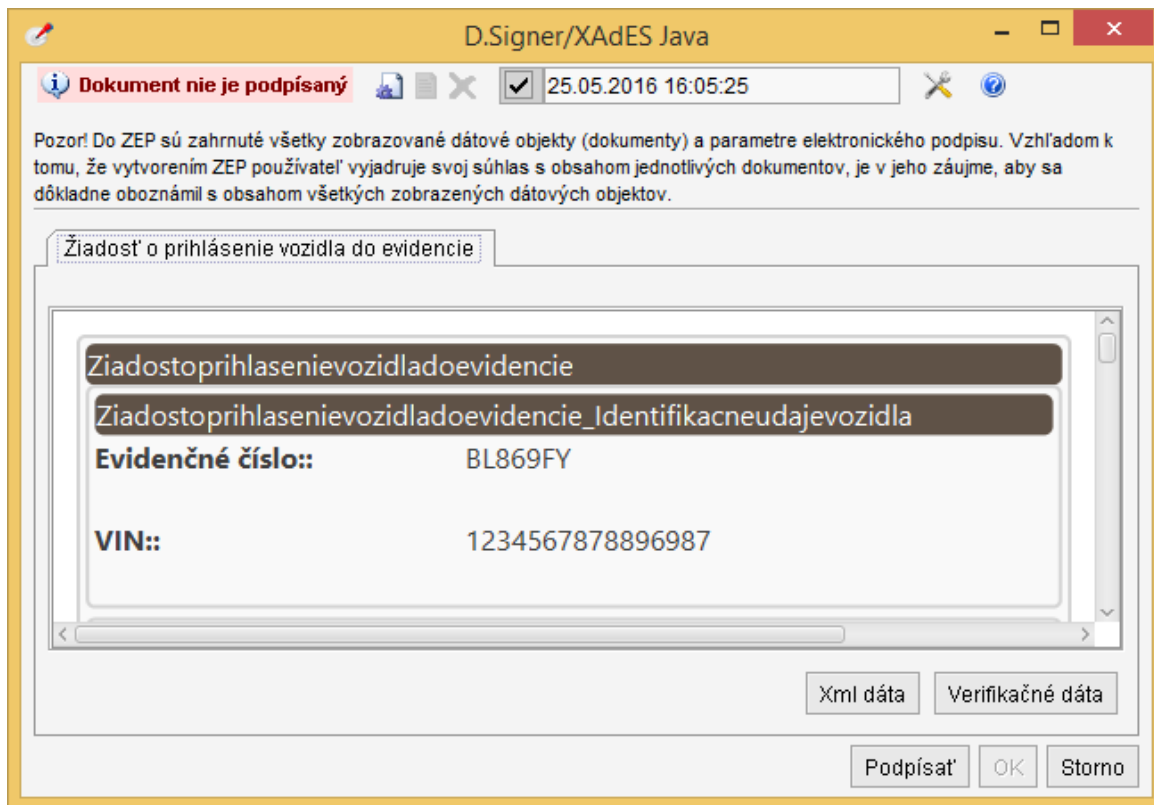 D.Signer/XAdES Java
Dokument nie je podpísaný
25.05.2016 16:05:25
Pozor! Do ZEP sú zahrnuté všetky zobrazované dátové objekty (dokumenty) a parametre elektronického podpisu. Vzhľadom k
tomu, že vytvorením ZEP používateľ vyjadruje svoj súhlas s obsahom jednotlivých dokumentov, je v jeho záujme, aby sa
dôkladne oboznámil s obsahom všetkých zobrazených dátových objektov.
Žiadosť o prihlásenie vozidla do evidencie
Ziadostoprihlasenievozidladoevidencie
Ziadostoprihlasenievozidladoevidencie_Identifikacneudajevozidla
Evidenčné číslo:: BL869FY
VIN:: 1234567878896987
Xml dáta Verifikačné dáta
Podpísať OK Storno